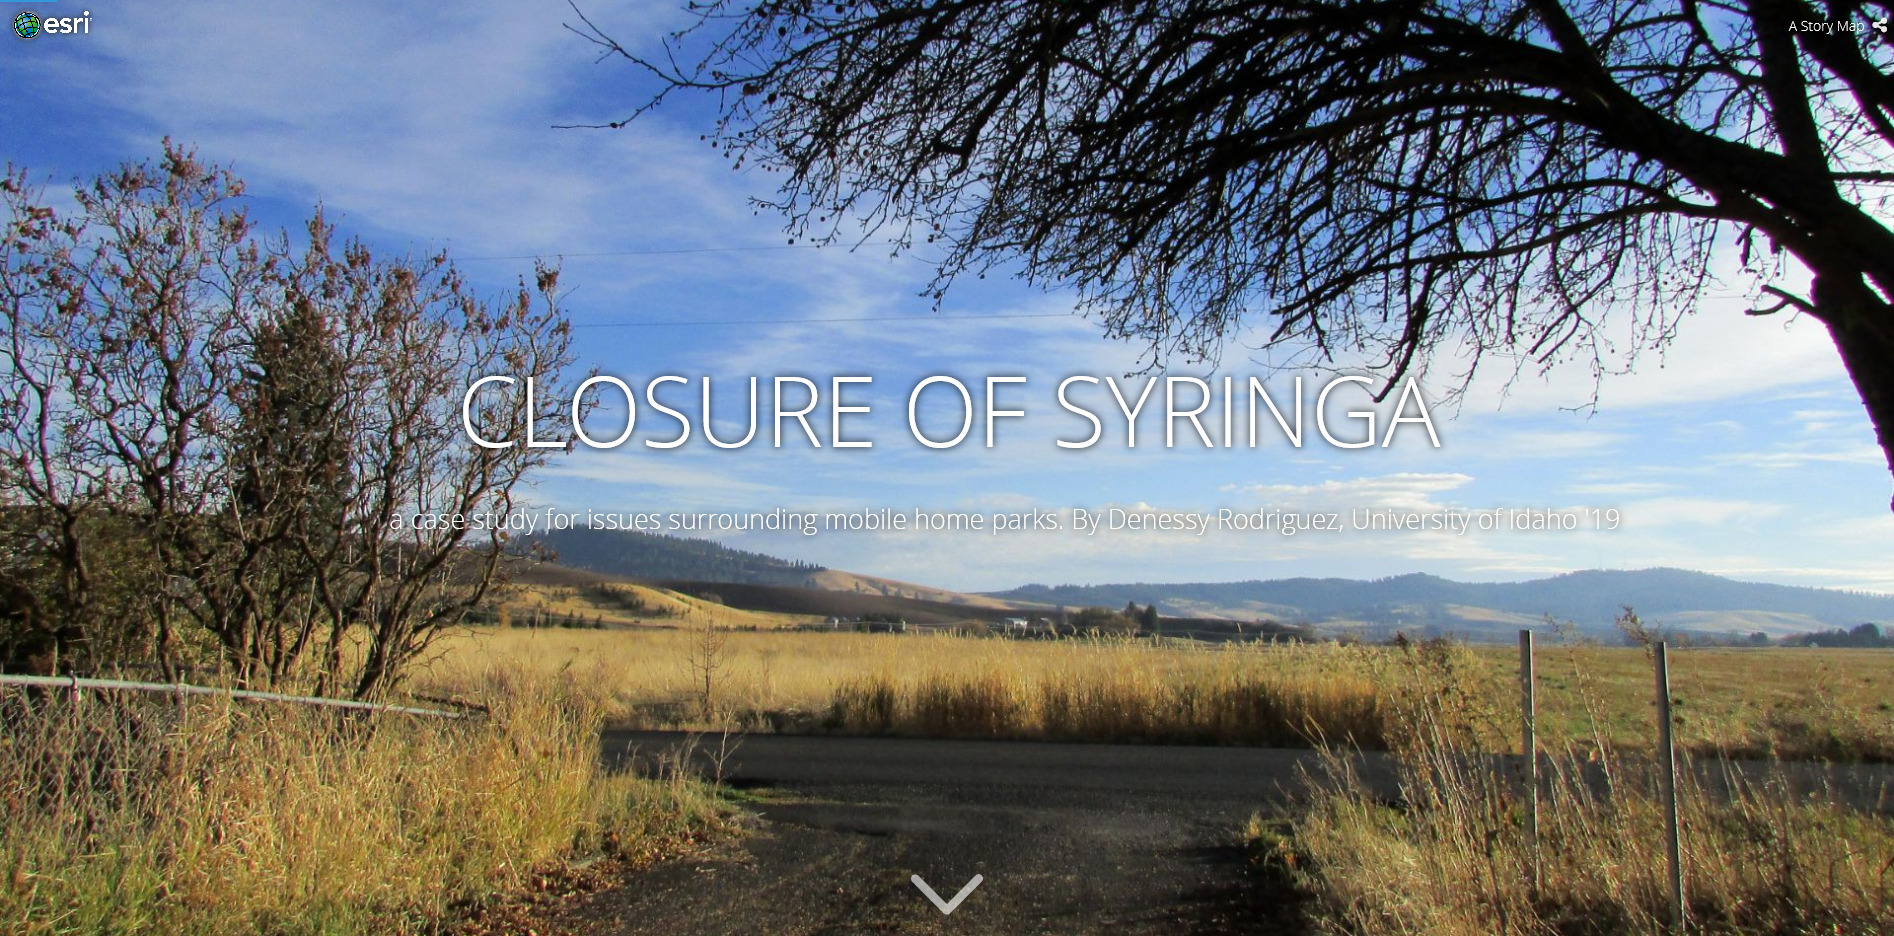 esri
A Story Map
CLOSURE OF SYRINGA
a case study for issues surrounding mobile home parks. By Denessy Rodriguez, University of Idaho '19